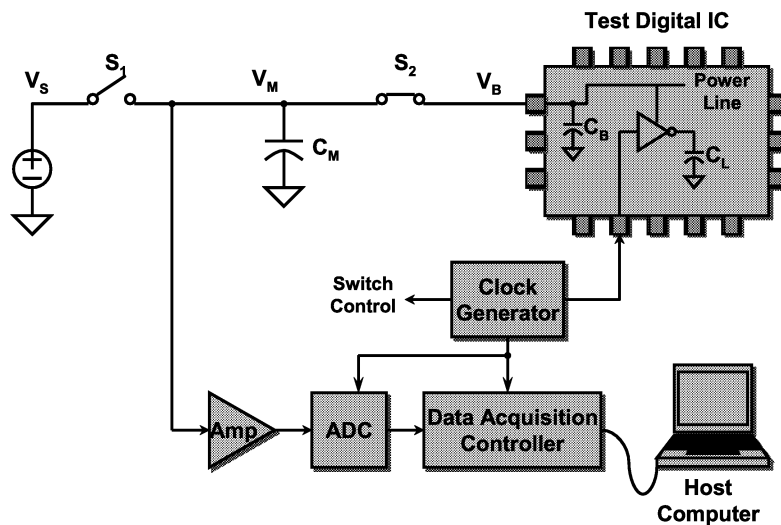 Test Digital IC
V_S
S_1
V_M
S_2
V_B
Power
Line
C_B
C_M
C_L
Switch
Control
Clock
Generator
Amp
ADC
Data Acquisition
Controller
Host
Computer